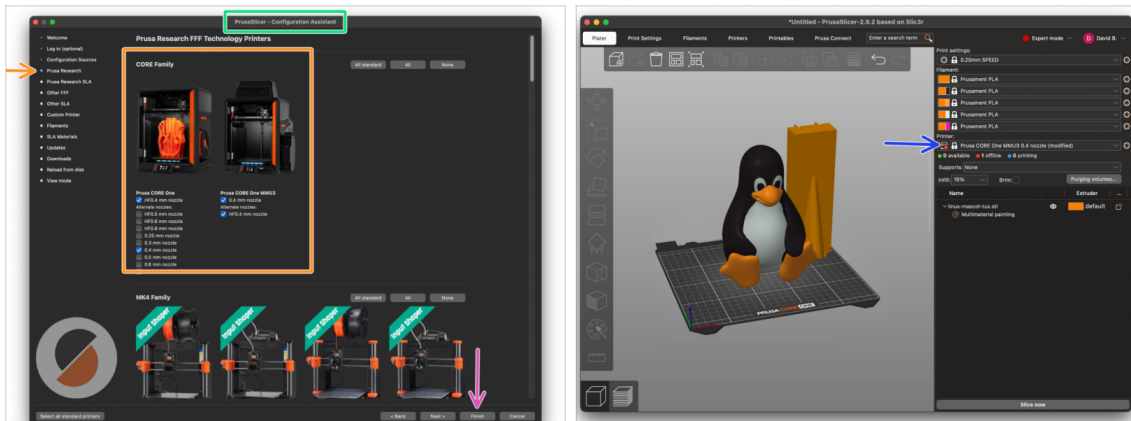 PrusaSlicer - Configuration Assistant
Welcome
Log in (optional)
Configuration Sources
Prusa Research
Prusa Research SLA
Other FFF
Other SLA
Custom Printer
Filaments
SLA Materials
Updates
Downloads
Reload from disk
View mode
Prusa Research FFF Technology Printers
CORE Family
All standard
All
None
Prusa CORE One
HF0.4 mm nozzle
Alternate nozzles:
HF0.5 mm nozzle
HF0.6 mm nozzle
HF0.8 mm nozzle
0.25 mm nozzle
0.3 mm nozzle
0.4 mm nozzle
0.5 mm nozzle
0.6 mm nozzle
Prusa CORE One MMU3
0.4 mm nozzle
Alternate nozzles:
HF0.4 mm nozzle
MK4 Family
All standard
All
None
Input Shaper
Input Shaper
Input Shaper
Input Shaper
Select all standard printers
< Back
Next >
Finish
Cancel
*Untitled - PrusaSlicer-2.9.2 based on Slic3r
Plater
Print Settings
Filaments
Printers
Printables
Prusa Connect
Enter a search term
Expert mode
D
David B.
Print settings:
0.20mm SPEED
Filament:
Prusament PLA
Prusament PLA
Prusament PLA
Prusament PLA
Prusament PLA
Printer:
Prusa CORE One MMU3 0.4 nozzle (modified)
0 available
1 offline
0 printing
Supports: None
Infill: 15%
Brim:
Purging volumes...
Name
Extruder
linux-mascot-tux.stl
default
Multimaterial painting
PRUSA CORE ONE
Slice now